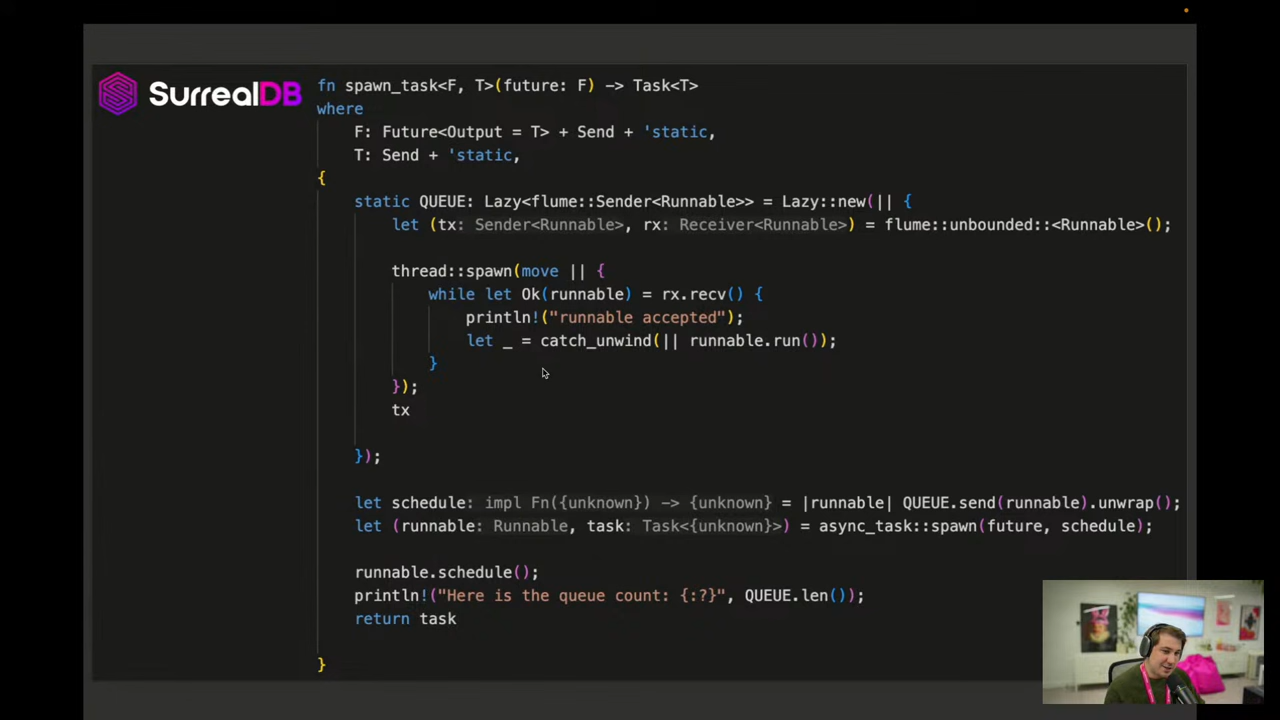 SurrealDB
fn spawn_task<F, T>(future: F) -> Task<T>
where
    F: Future<Output = T> + Send + 'static,
    T: Send + 'static,
{
    static QUEUE: Lazy<flume::Sender<Runnable>> = Lazy::new(|| {
        let (tx: Sender<Runnable>, rx: Receiver<Runnable>) = flume::unbounded::<Runnable>();
        thread::spawn(move || {
            while let Ok(runnable) = rx.recv() {
                println!("runnable accepted");
                let _ = catch_unwind(|| runnable.run());
            }
        });
        tx
    });
    let schedule: impl Fn({unknown}) -> {unknown} = |runnable| QUEUE.send(runnable).unwrap();
    let (runnable: Runnable, task: Task<{unknown}>) = async_task::spawn(future, schedule);
    runnable.schedule();
    println!("Here is the queue count: {:?}", QUEUE.len());
    return task
}